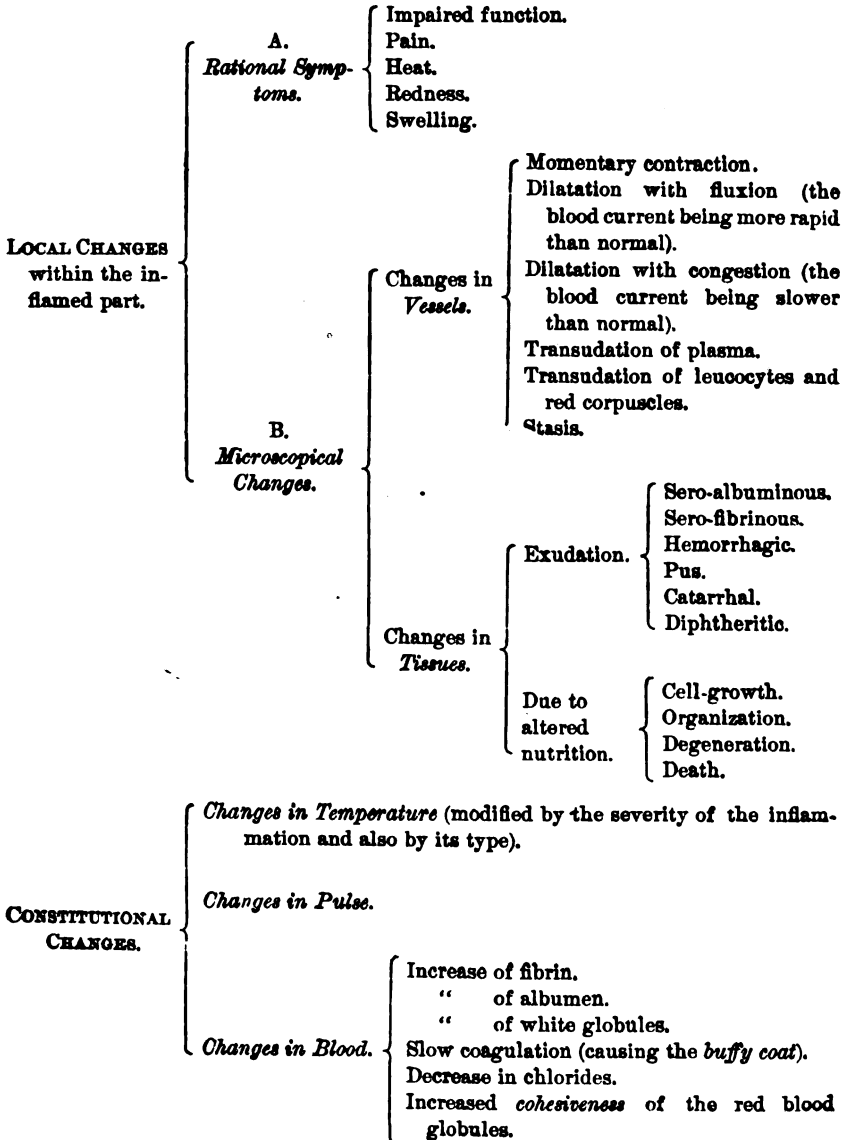 Impaired function.
A.
Pain.
Rational Symp-
Heat.
toms.
Redness.
Swelling.
LOCAL CHANGES
within the in-
flamed part.
Momentary contraction.
Dilatation with fluxion (the
blood current being more rapid
than normal).
Changes in
Vessels.
Dilatation with congestion (the
blood current being slower
than normal).
Transudation of plasma.
Transudation of leucocytes and
red corpuscles.
Stasis.
B.
Microscopical
Changes.
Changes in
Tissues.
Exudation.
Sero-albuminous.
Sero-fibrinous.
Hemorrhagic.
Pus.
Catarrhal.
Diphtheritic.
Due to
altered
nutrition.
Cell-growth.
Organization.
Degeneration.
Death.
CONSTITUTIONAL
CHANGES.
Changes in Temperature (modified by the severity of the inflam-
mation and also by its type).
Changes in Pulse.
Changes in Blood.
Increase of fibrin.
“ of albumen.
“ of white globules.
Slow coagulation (causing the buffy coat).
Decrease in chlorides.
Increased cohesiveness of the red blood
globules.